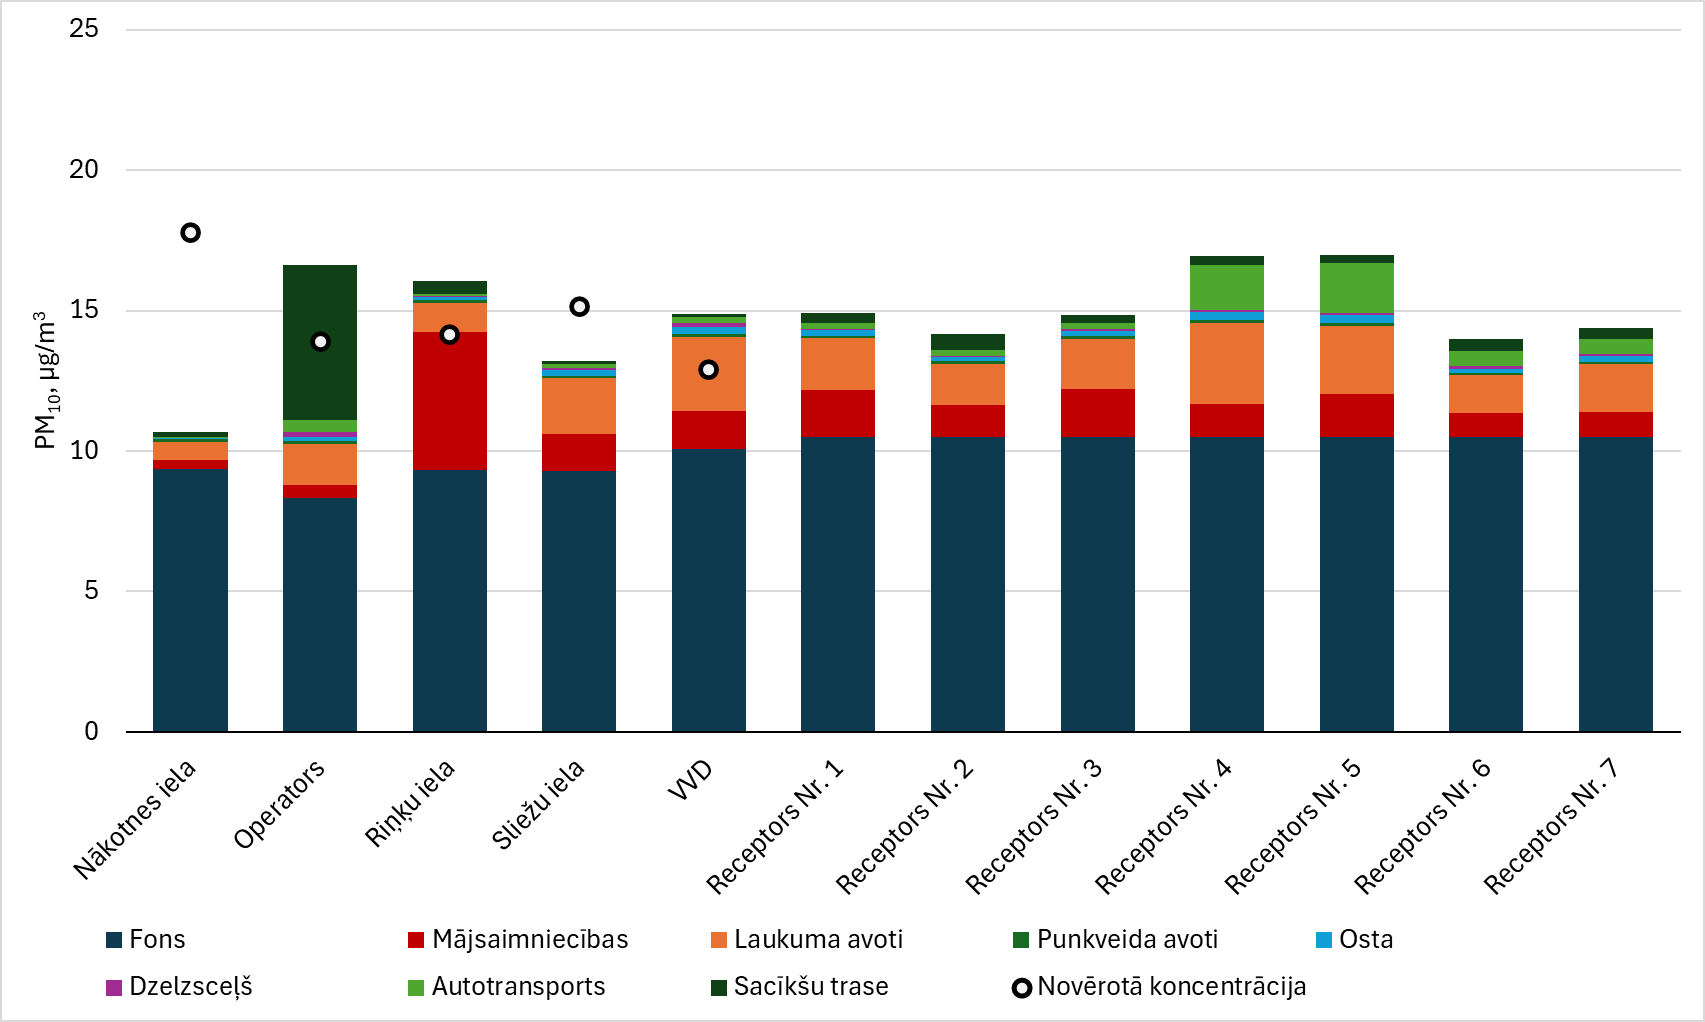 25
20
15
10
5
0
PM10, µg/m3
Nākotnes iela
Operators
Riņķu iela
Sliežu iela
VVD
Receptors Nr. 1
Receptors Nr. 2
Receptors Nr. 3
Receptors Nr. 4
Receptors Nr. 5
Receptors Nr. 6
Receptors Nr. 7
Fons Mājsaimniecības Laukuma avoti Punkveida avoti Osta
Dzelzsceļš Autotransports Sacīkšu trase Novērotā koncentrācija